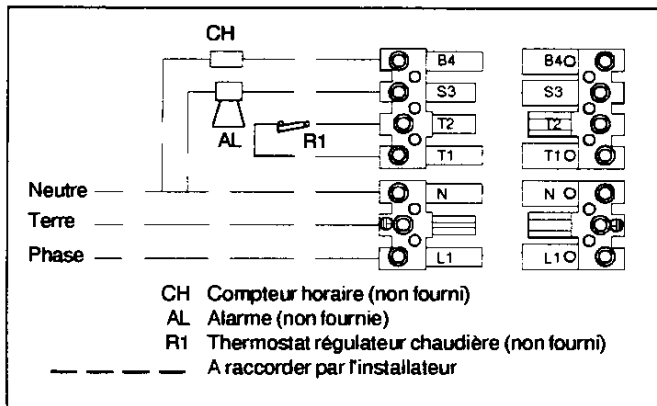 CH
B4 B4
S3 S3
T2 T2
AL R1
T1 T1
Neutre N N
Terre
Phase L1 L1
CH Compteur horaire (non fourni)
AL Alarme (non fournie)
R1 Thermostat régulateur chaudière (non fourni)
A raccorder par l'installateur